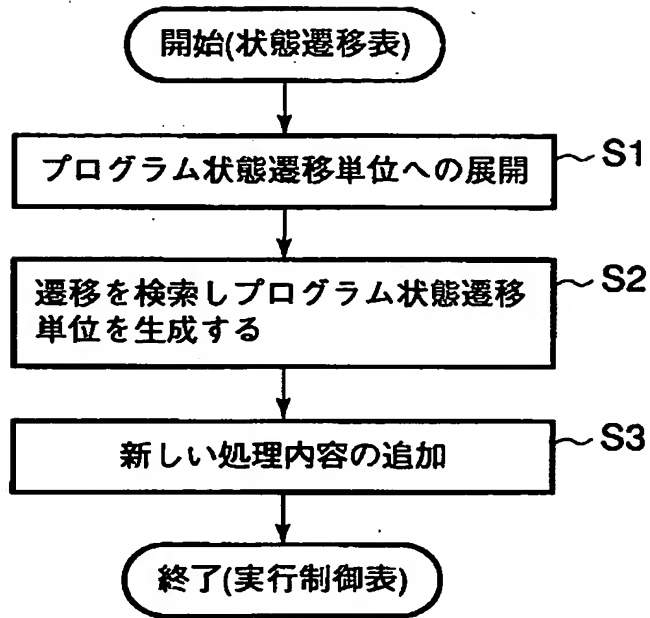 開始(状態遷移表)
プログラム状態遷移単位への展開
S1
遷移を検索しプログラム状態遷移
単位を生成する
S2
新しい処理内容の追加
S3
終了(実行制御表)